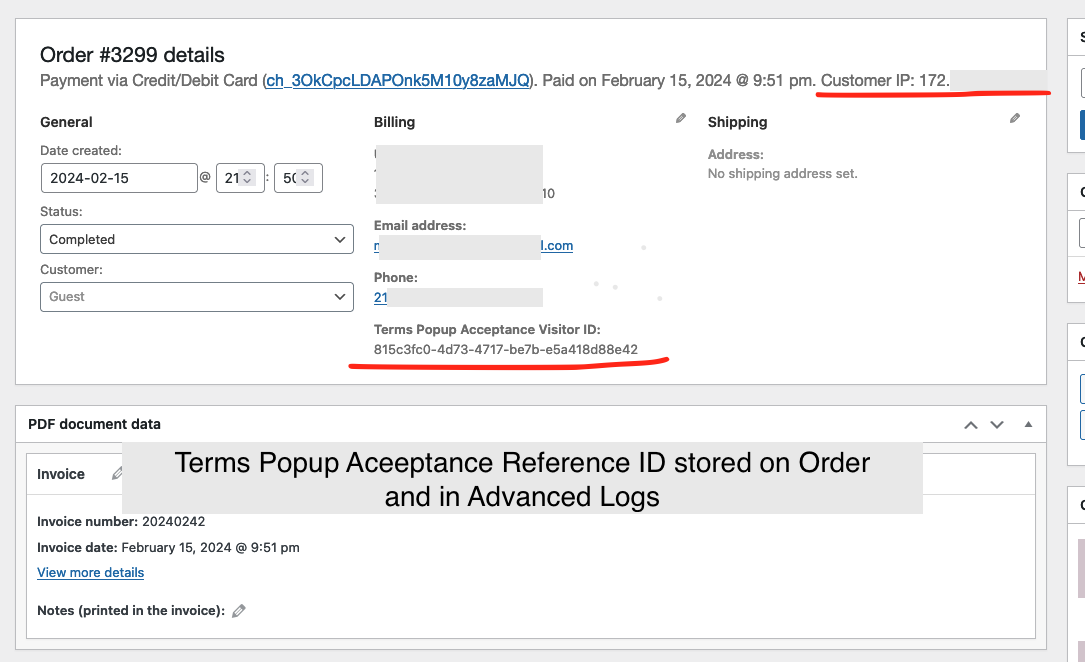 Order #3299 details
Payment via Credit/Debit Card (ch_3OkCpcLDAPOnk5M10y8zaMJQ). Paid on February 15, 2024 @ 9:51 pm. Customer IP: 172.
General
Date created:
2024-02-15 @ 21 : 50
Status:
Completed
Customer:
Guest
Billing
10
Email address:
l.com
Phone:
21
Terms Popup Acceptance Visitor ID:
815c3fc0-4d73-4717-be7b-e5a418d88e42
Shipping
Address:
No shipping address set.
PDF document data
Invoice
Terms Popup Aceeptance Reference ID stored on Order
and in Advanced Logs
Invoice number: 20240242
Invoice date: February 15, 2024 @ 9:51 pm
View more details
Notes (printed in the invoice):